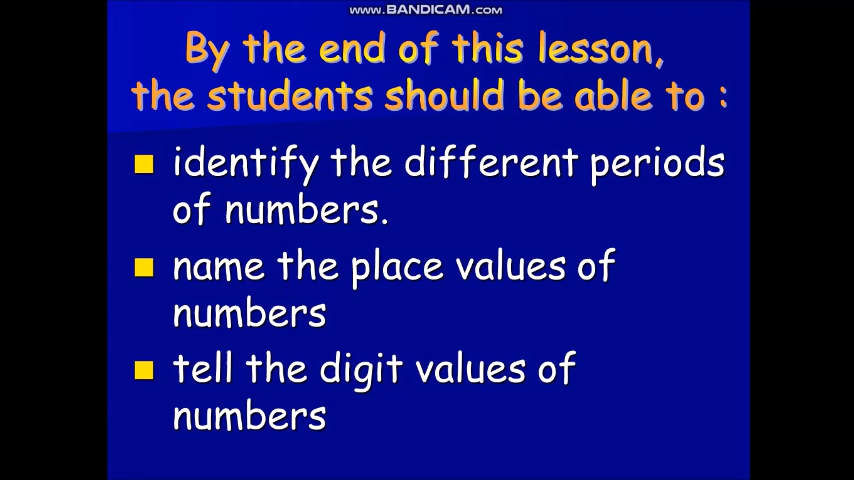 WWW.BANDICAM.COM
By the end of this lesson,
the students should be able to :
identify the different periods
of numbers.
name the place values of
numbers
tell the digit values of
numbers